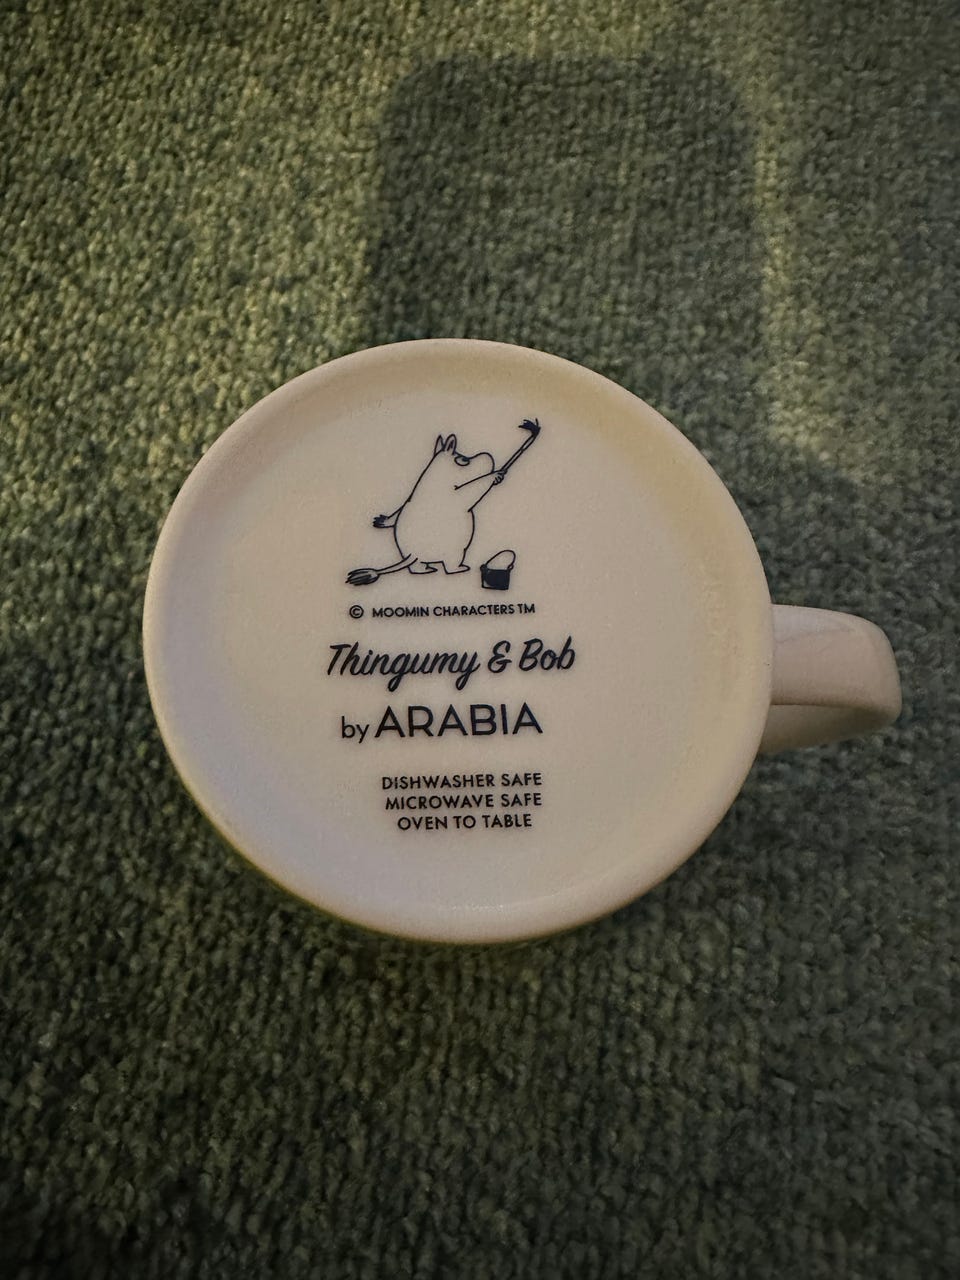 © MOOMIN CHARACTERS TM
Thingumy & Bob
by ARABIA
DISHWASHER SAFE
MICROWAVE SAFE
OVEN TO TABLE